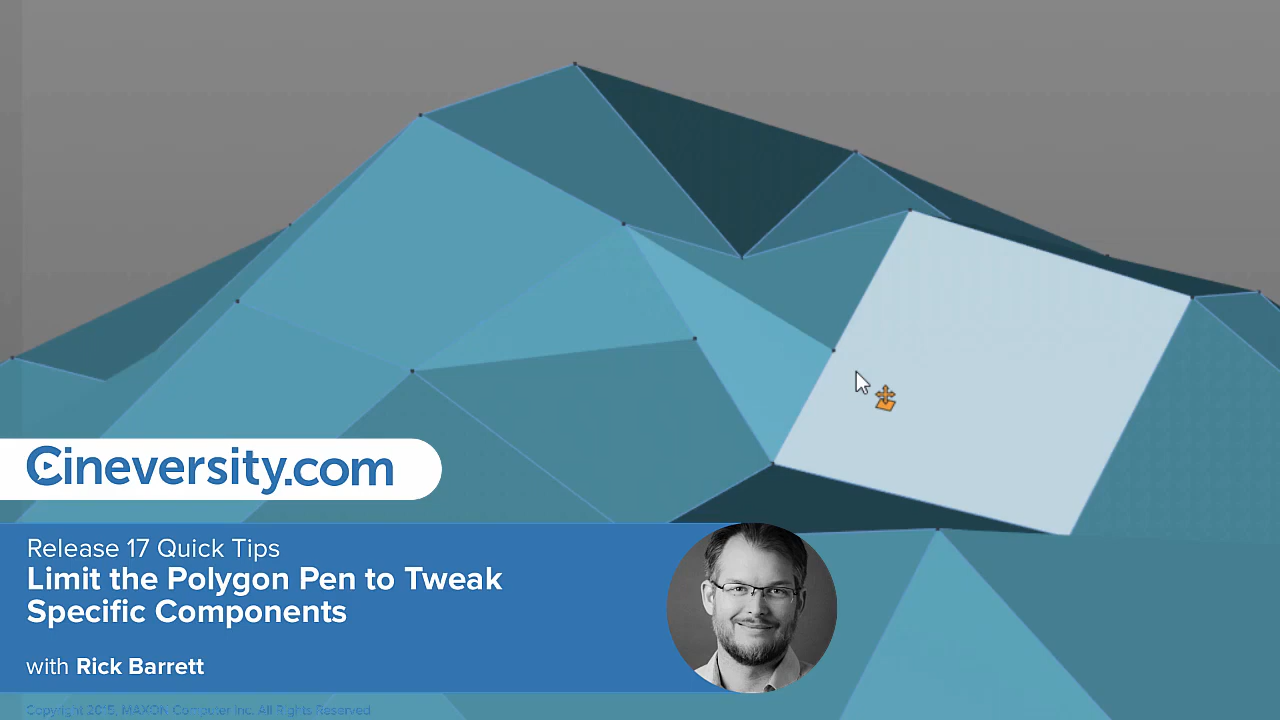 Cineversity.com
Release 17 Quick Tips
Limit the Polygon Pen to Tweak
Specific Components
with Rick Barrett
Copyright 2015, MAXON Computer Inc. All Rights Reserved